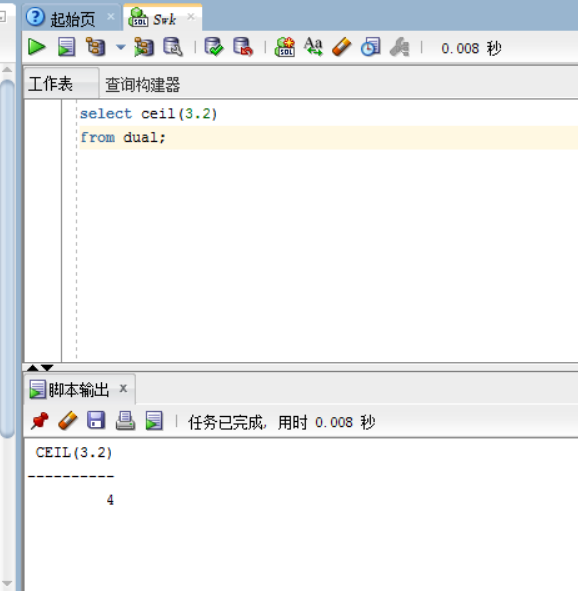 起始页 Swk
0.008 秒
工作表 查询构建器
select ceil(3.2)
from dual;
脚本输出 x
任务已完成, 用时 0.008 秒
CEIL(3.2)
----------
4